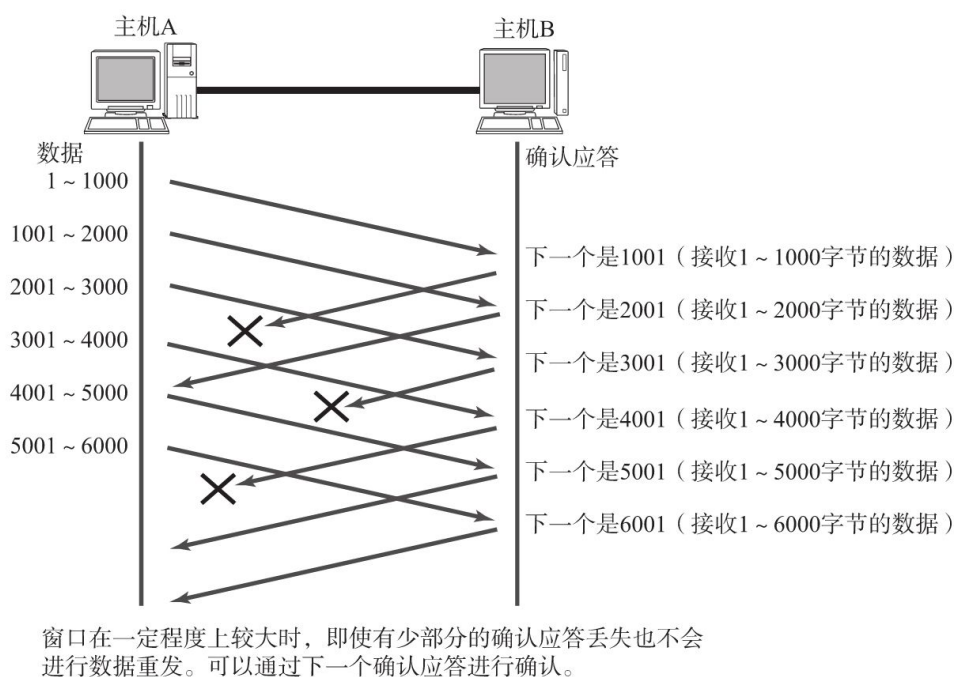 主机A
主机B
数据
确认应答
1~1000
1001~2000
2001~3000
3001~4000
4001~5000
5001~6000
下一个是1001（接收1~1000字节的数据）
下一个是2001（接收1~2000字节的数据）
下一个是3001（接收1~3000字节的数据）
下一个是4001（接收1~4000字节的数据）
下一个是5001（接收1~5000字节的数据）
下一个是6001（接收1~6000字节的数据）
窗口在一定程度上较大时，即使有少部分的确认应答丢失也不会
进行数据重发。可以通过下一个确认应答进行确认。